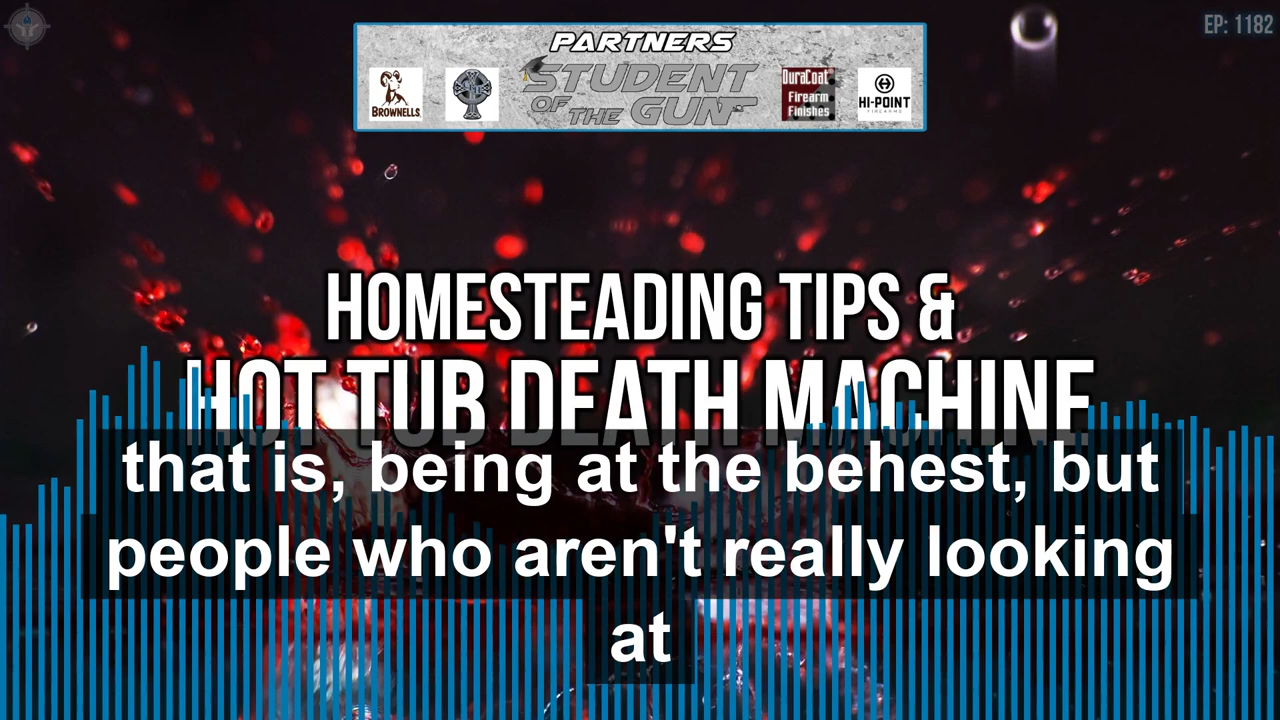 EP: 1182
PARTNERS
STUDENT
OF THE GUN
BROWNELLS
DuraCoat
Firearm
Finishes
HI-POINT
FIREARMS
HOMESTEADING TIPS &
HOT TUB DEATH MACHINE
that is, being at the behest, but
people who aren't really looking
at